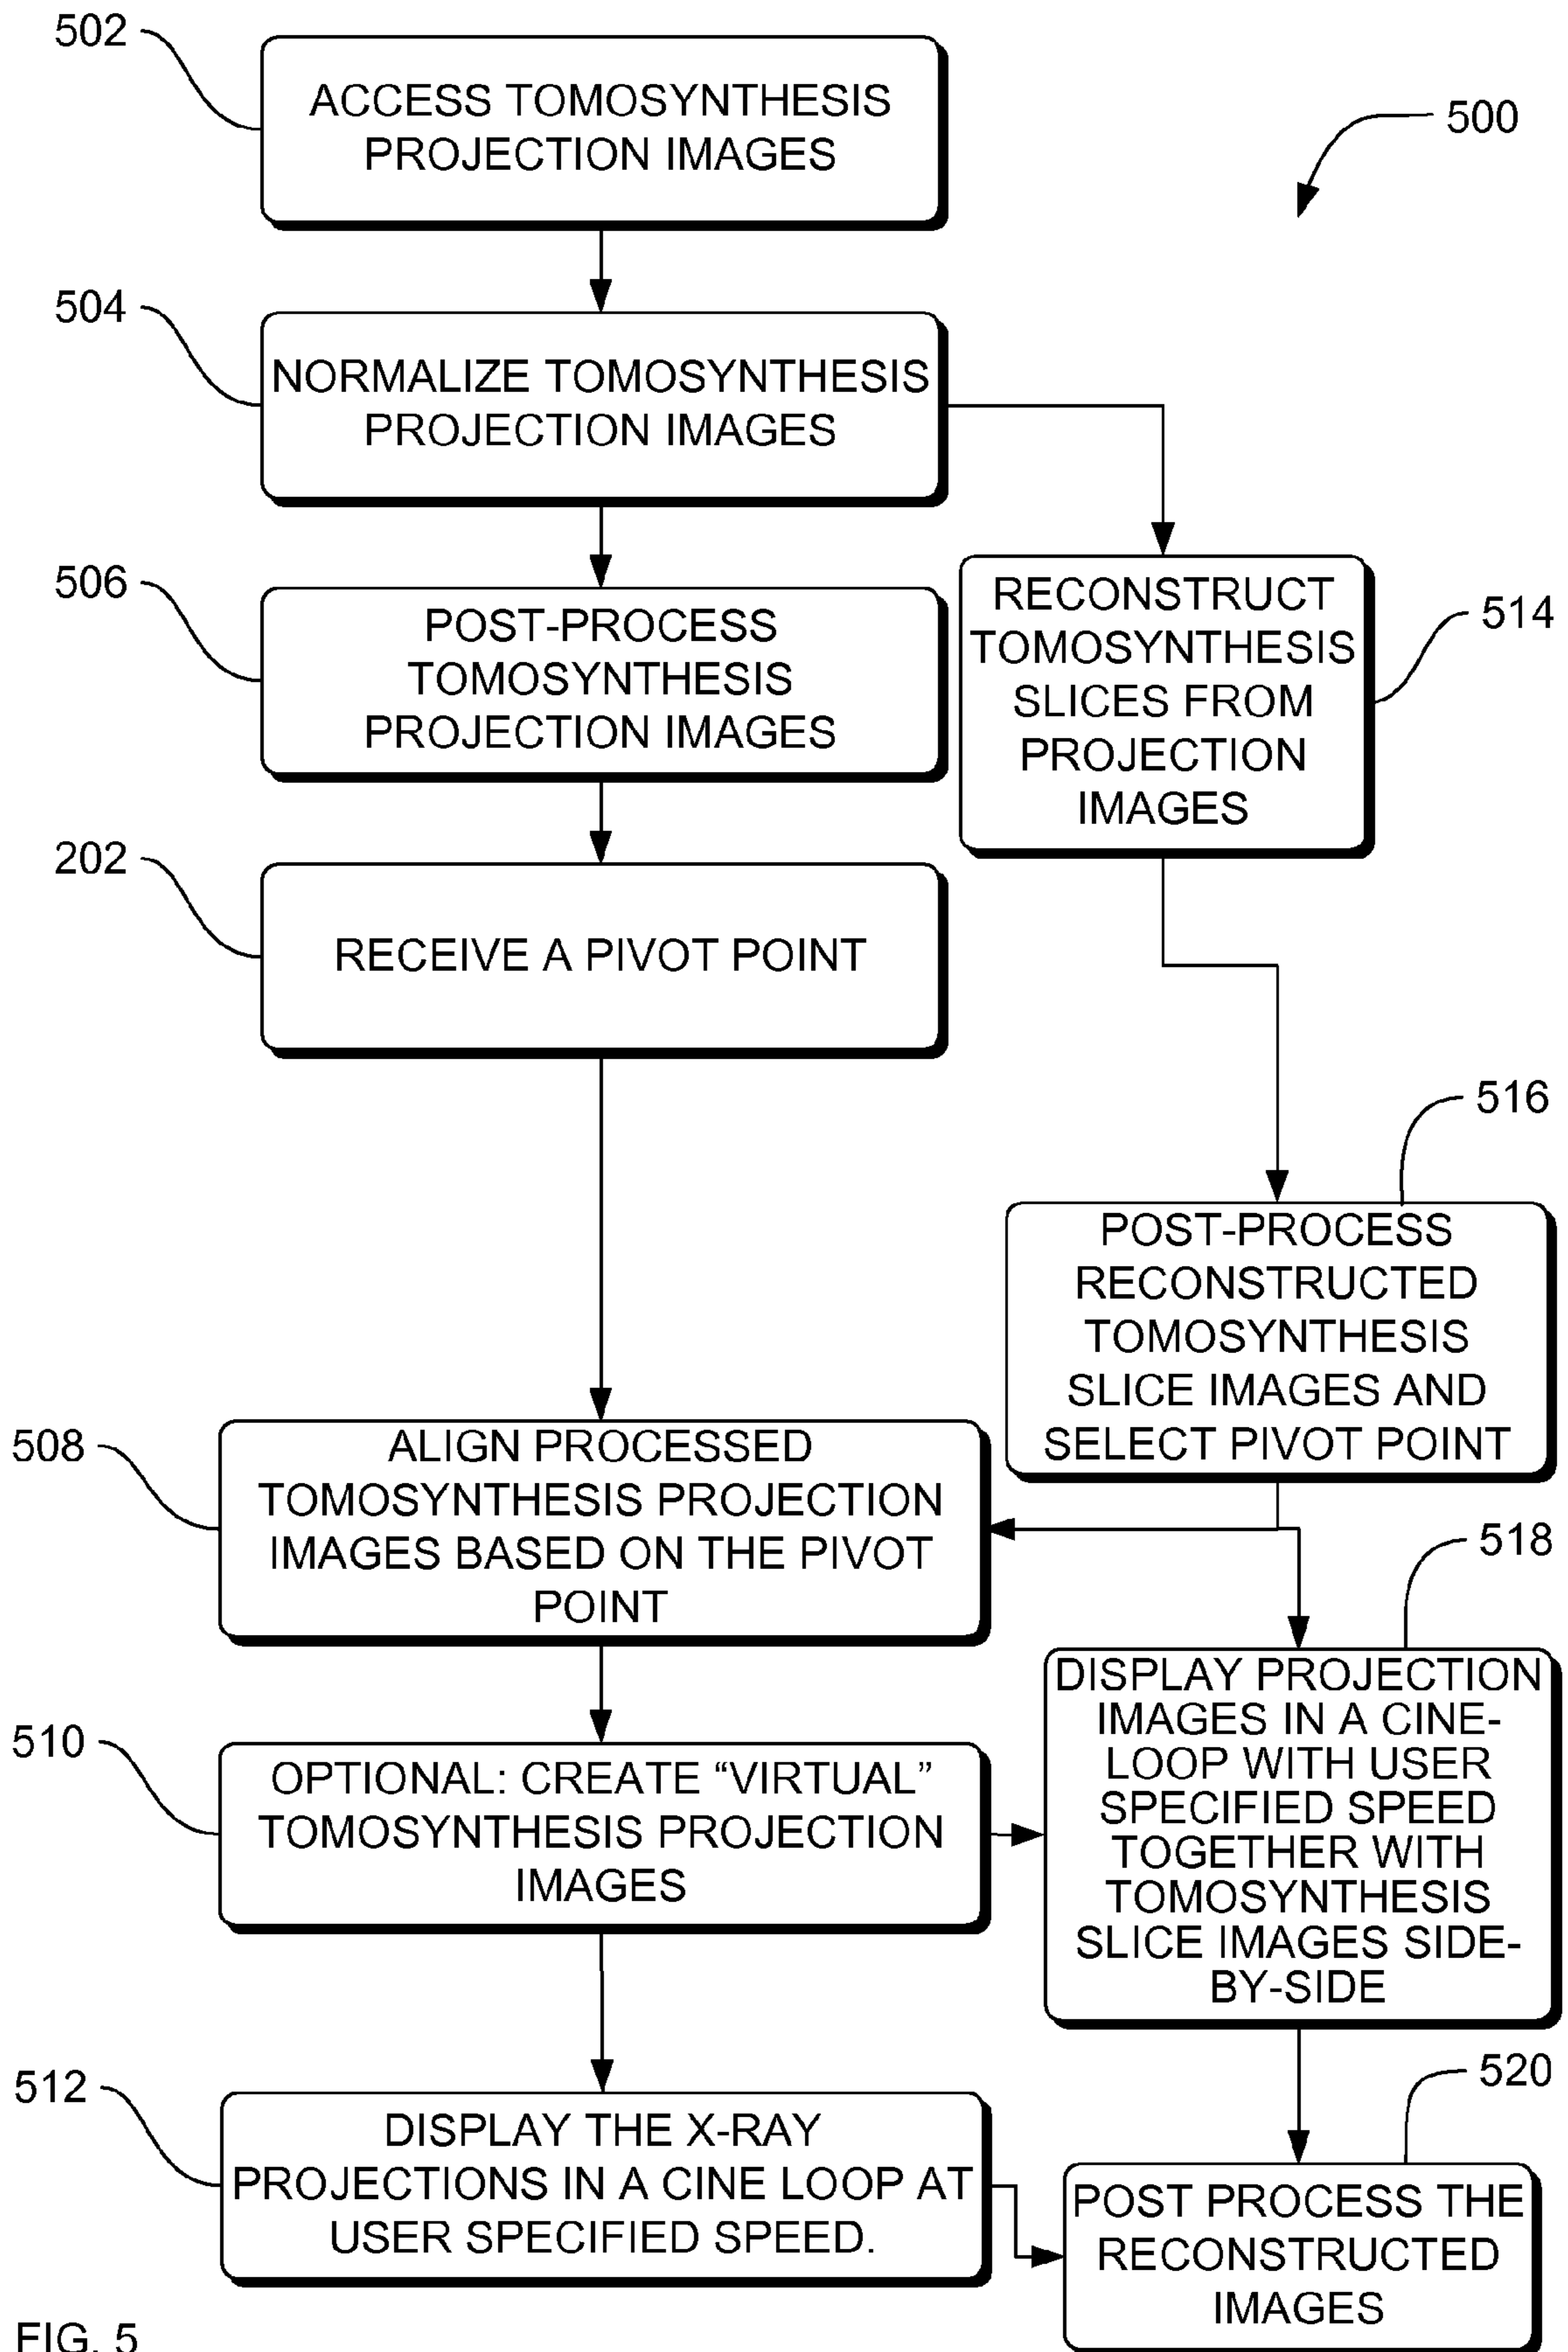 502
ACCESS TOMOSYNTHESIS
PROJECTION IMAGES
500
504
NORMALIZE TOMOSYNTHESIS
PROJECTION IMAGES
506
POST-PROCESS
TOMOSYNTHESIS
PROJECTION IMAGES
RECONSTRUCT
TOMOSYNTHESIS
SLICES FROM
PROJECTION
IMAGES
514
202
RECEIVE A PIVOT POINT
516
POST-PROCESS
RECONSTRUCTED
TOMOSYNTHESIS
SLICE IMAGES AND
SELECT PIVOT POINT
508
ALIGN PROCESSED
TOMOSYNTHESIS PROJECTION
IMAGES BASED ON THE PIVOT
POINT
518
DISPLAY PROJECTION
IMAGES IN A CINE-
LOOP WITH USER
SPECIFIED SPEED
TOGETHER WITH
TOMOSYNTHESIS
SLICE IMAGES SIDE-
BY-SIDE
510
OPTIONAL: CREATE “VIRTUAL”
TOMOSYNTHESIS PROJECTION
IMAGES
512
DISPLAY THE X-RAY
PROJECTIONS IN A CINE LOOP AT
USER SPECIFIED SPEED.
520
POST PROCESS THE
RECONSTRUCTED
IMAGES
FIG. 5